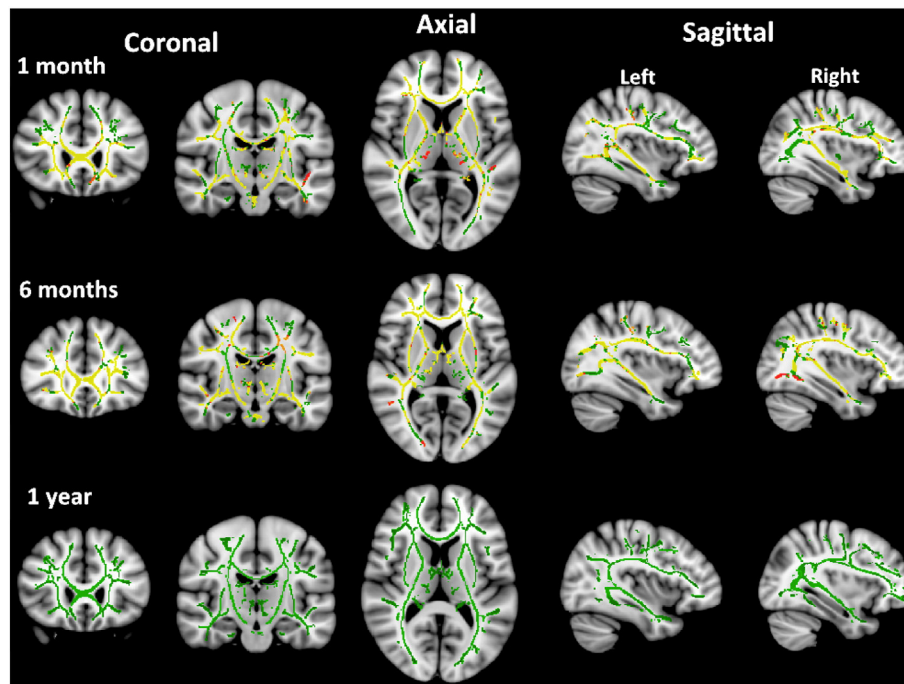 Coronal
Axial
Sagittal
1 month
Left
Right
6 months
1 year